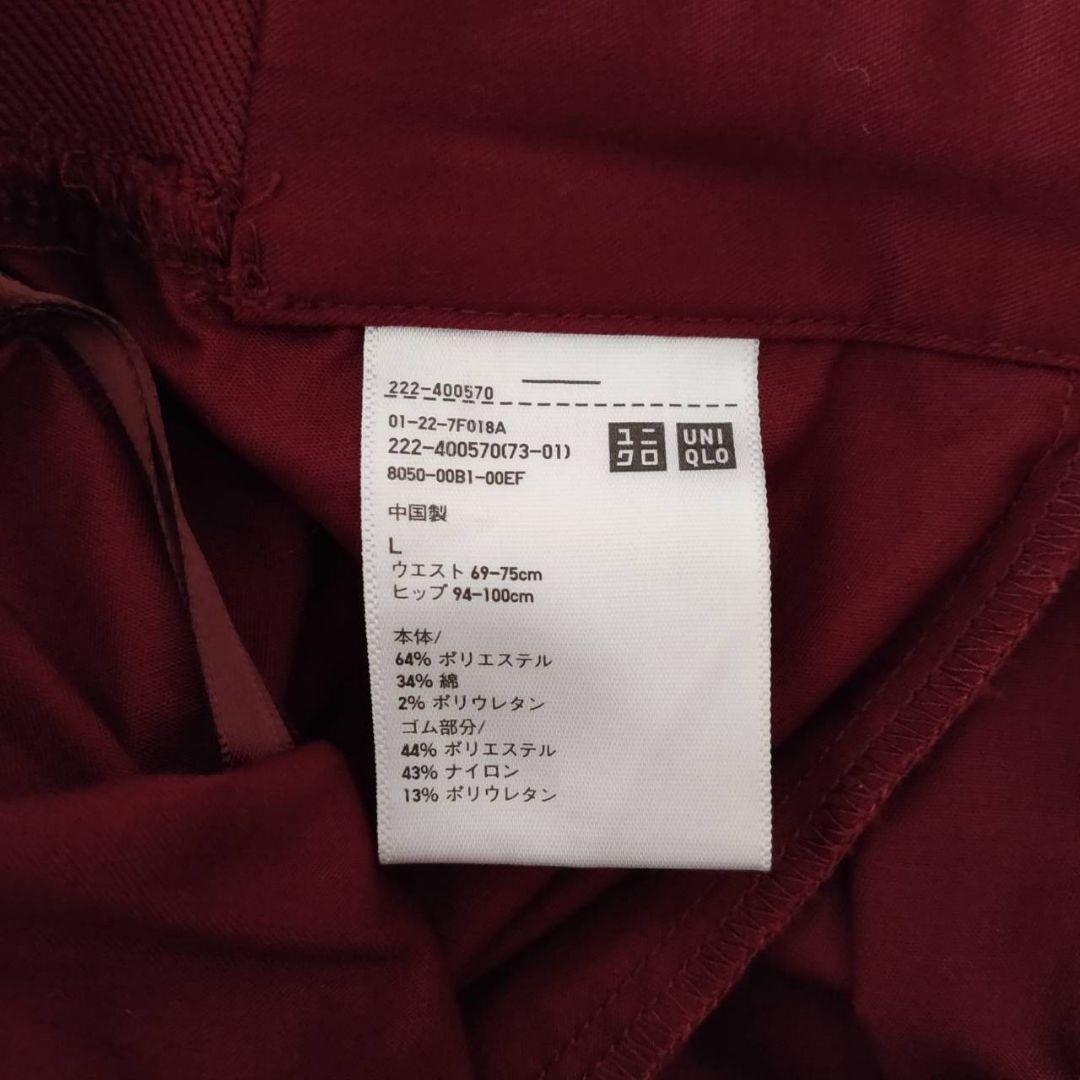 222-400570
01-22-7F018A
222-400570(73-01)
8050-00B1-00EF
ユニ
クロ
UNI
QLO
中国製
L
ウエスト 69-75cm
ヒップ 94-100cm
本体/
64% ポリエステル
34% 綿
2% ポリウレタン
ゴム部分/
44% ポリエステル
43% ナイロン
13% ポリウレタン